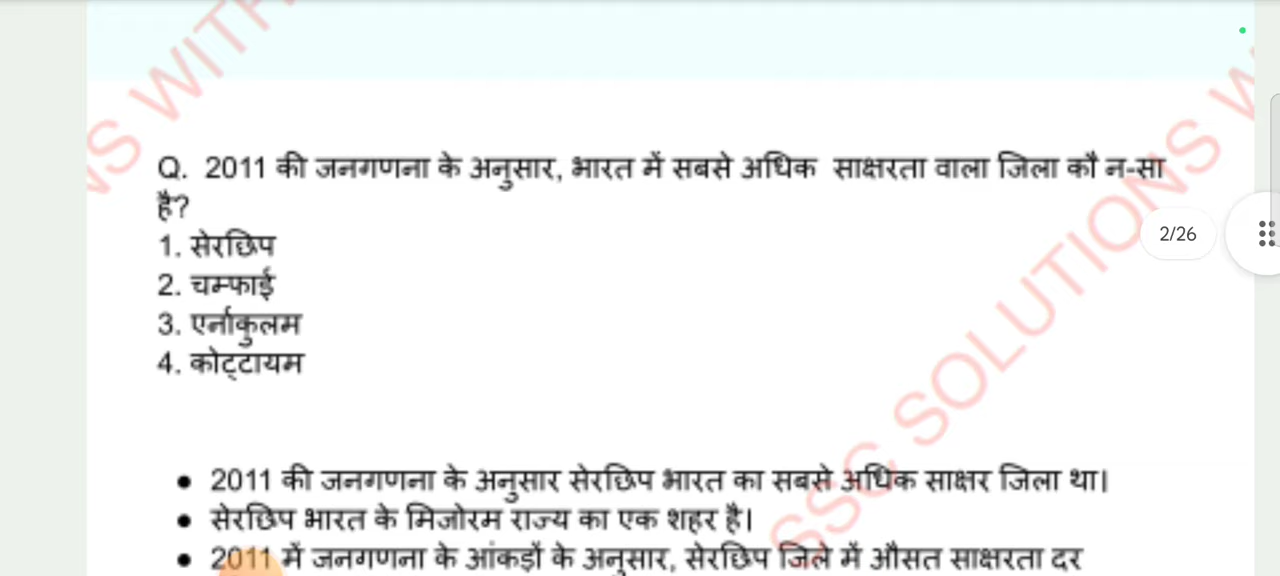 NS WITH
Q. 2011 की जनगणना के अनुसार, भारत में सबसे अधिक साक्षरता वाला जिला कौ न-सा
है?
1. सेरछिप
2. चम्फाई
3. एर्नाकुलम
4. कोट्टायम
2/26
SSC SOLUTIONS W
● 2011 की जनगणना के अनुसार सेरछिप भारत का सबसे अधिक साक्षर जिला था।
● सेरछिप भारत के मिजोरम राज्य का एक शहर है।
● 2011 में जनगणना के आंकड़ों के अनुसार, सेरछिप जिले में औसत साक्षरता दर